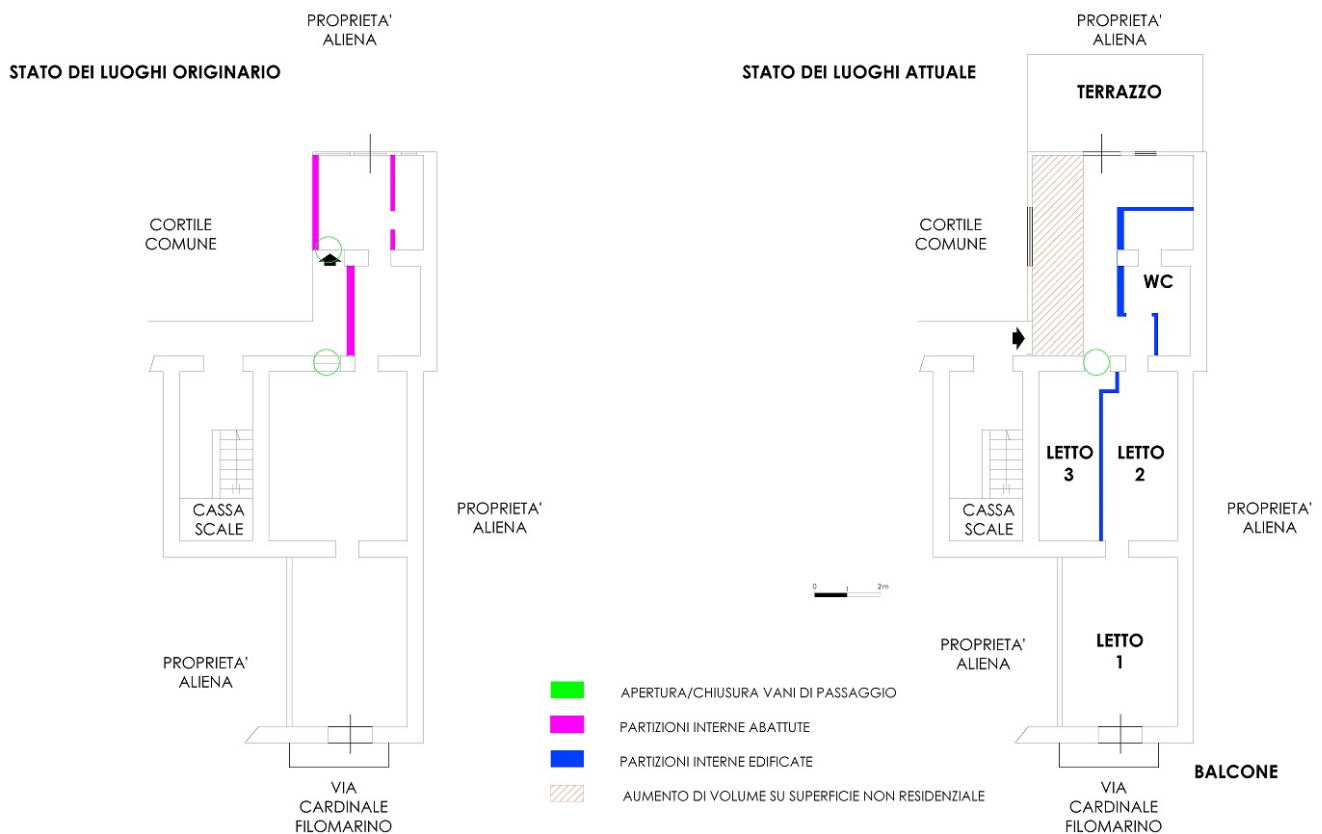 PROPRIETA'
ALIENA
STATO DEI LUOGHI ORIGINARIO
CORTILE
COMUNE
CASSA
SCALE
PROPRIETA'
ALIENA
PROPRIETA'
ALIENA
VIA
CARDINALE
FILOMARINO
PROPRIETA'
ALIENA
STATO DEI LUOGHI ATTUALE
TERRAZZO
CORTILE
COMUNE
WC
LETTO
3
LETTO
2
CASSA
SCALE
PROPRIETA'
ALIENA
0 1 2m
PROPRIETA'
ALIENA
LETTO
1
BALCONE
VIA
CARDINALE
FILOMARINO
APERTURA/CHIUSURA VANI DI PASSAGGIO
PARTIZIONI INTERNE ABATTUTE
PARTIZIONI INTERNE EDIFICATE
AUMENTO DI VOLUME SU SUPERFICIE NON RESIDENZIALE